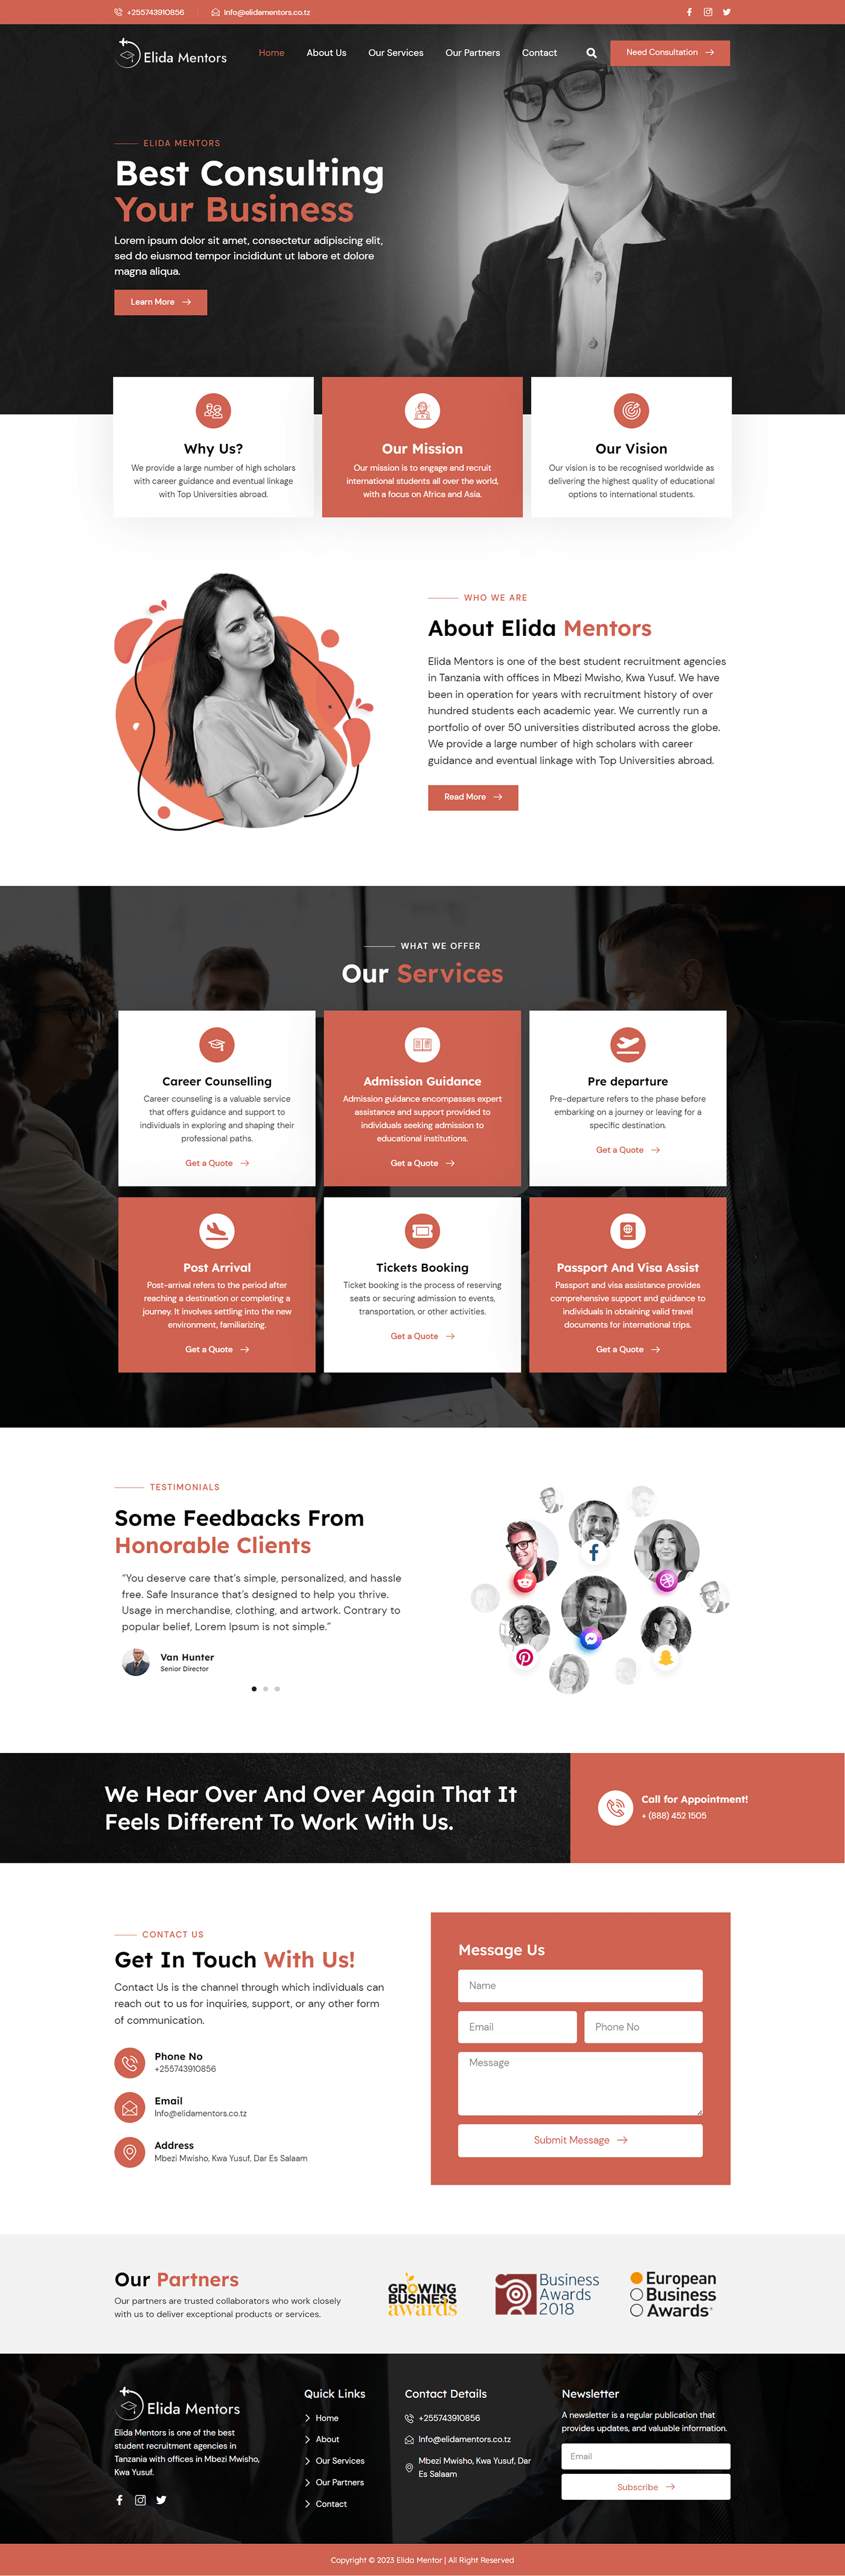 +255743910856
Info@elidamentors.co.tz
Elida Mentors
Home
About Us
Our Services
Our Partners
Contact
Need Consultation
ELIDA MENTORS
Best Consulting
Your Business
Lorem ipsum dolor sit amet, consectetur adipiscing elit,
sed do eiusmod tempor incididunt ut labore et dolore
magna aliqua.
Learn More
Why Us?
We provide a large number of high scholars
with career guidance and eventual linkage
with Top Universities abroad.
Our Mission
Our mission is to engage and recruit
international students all over the world,
with a focus on Africa and Asia.
Our Vision
Our vision is to be recognised worldwide as
delivering the highest quality of educational
options to international students.
WHO WE ARE
About Elida Mentors
Elida Mentors is one of the best student recruitment agencies
in Tanzania with offices in Mbezi Mwisho, Kwa Yusuf. We have
been in operation for years with recruitment history of over
hundred students each academic year. We currently run a
portfolio of over 50 universities distributed across the globe.
We provide a large number of high scholars with career
guidance and eventual linkage with Top Universities abroad.
Read More
WHAT WE OFFER
Our Services
Career Counselling
Career counseling is a valuable service
that offers guidance and support to
individuals in exploring and shaping their
professional paths.
Get a Quote
Admission Guidance
Admission guidance encompasses expert
assistance and support provided to
individuals seeking admission to
educational institutions.
Get a Quote
Pre departure
Pre-departure refers to the phase before
embarking on a journey or leaving for a
specific destination.
Get a Quote
Post Arrival
Post-arrival refers to the period after
reaching a destination or completing a
journey. It involves settling into the new
environment, familiarizing.
Get a Quote
Tickets Booking
Ticket booking is the process of reserving
seats or securing admission to events,
transportation, or other activities.
Get a Quote
Passport And Visa Assist
Passport and visa assistance provides
comprehensive support and guidance to
individuals in obtaining valid travel
documents for international trips.
Get a Quote
TESTIMONIALS
Some Feedbacks From
Honorable Clients
“You deserve care that’s simple, personalized, and hassle
free. Safe Insurance that’s designed to help you thrive.
Usage in merchandise, clothing, and artwork. Contrary to
popular belief, Lorem Ipsum is not simple.”
Van Hunter
Senior Director
We Hear Over And Over Again That It
Feels Different To Work With Us.
Call for Appointment!
+ (888) 452 1505
CONTACT US
Get In Touch With Us!
Contact Us is the channel through which individuals can
reach out to us for inquiries, support, or any other form
of communication.
Phone No
+255743910856
Email
Info@elidamentors.co.tz
Address
Mbezi Mwisho, Kwa Yusuf, Dar Es Salaam
Message Us
Name
Email
Phone No
Message
Submit Message
Our Partners
Our partners are trusted collaborators who work closely
with us to deliver exceptional products or services.
GROWING
BUSINESS
awards
Business
Awards
2018
European
Business
Awards
Elida Mentors
Elida Mentors is one of the best
student recruitment agencies in
Tanzania with offices in Mbezi Mwisho,
Kwa Yusuf.
Quick Links
Home
About
Our Services
Our Partners
Contact
Contact Details
+255743910856
Info@elidamentors.co.tz
Mbezi Mwisho, Kwa Yusuf, Dar
Es Salaam
Newsletter
A newsletter is a regular publication that
provides updates, and valuable information.
Email
Subscribe
Copyright © 2023 Elida Mentor | All Right Reserved